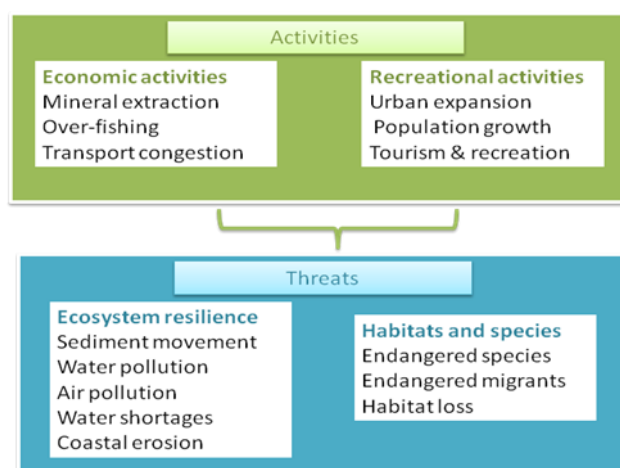 Activities
Economic activities
Mineral extraction
Over-fishing
Transport congestion
Recreational activities
Urban expansion
Population growth
Tourism & recreation
Threats
Ecosystem resilience
Sediment movement
Water pollution
Air pollution
Water shortages
Coastal erosion
Habitats and species
Endangered species
Endangered migrants
Habitat loss